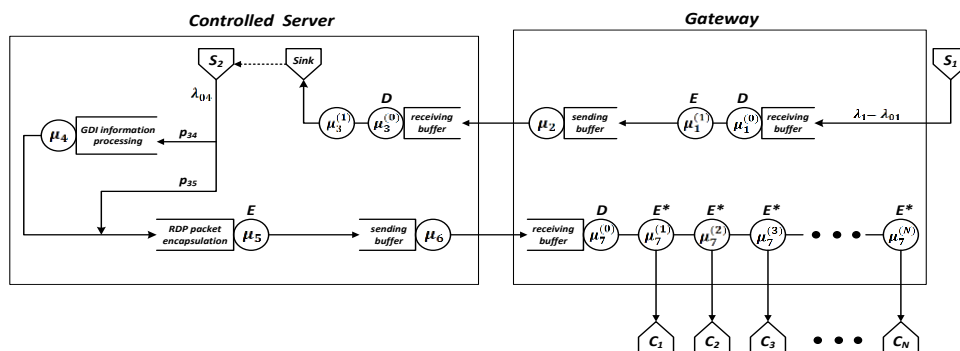 Controlled Server
Gateway
S₂
Sink
S₁
λ₀₄
D
E
D
μ₄
GDI information
processing
p₃₄
μ₃⁽¹⁾
μ₃⁽⁰⁾
receiving
buffer
μ₂
sending
buffer
μ₁⁽¹⁾
μ₁⁽⁰⁾
receiving
buffer
λ₁– λ₀₁
p₃₅
E
D
E*
E*
E*
E*
RDP packet
encapsulation
μ₅
sending
buffer
μ₆
receiving
buffer
μ₇⁽⁰⁾
μ₇⁽¹⁾
μ₇⁽²⁾
μ₇⁽³⁾
μ₇⁽ᴺ⁾
C₁
C₂
C₃
C_N